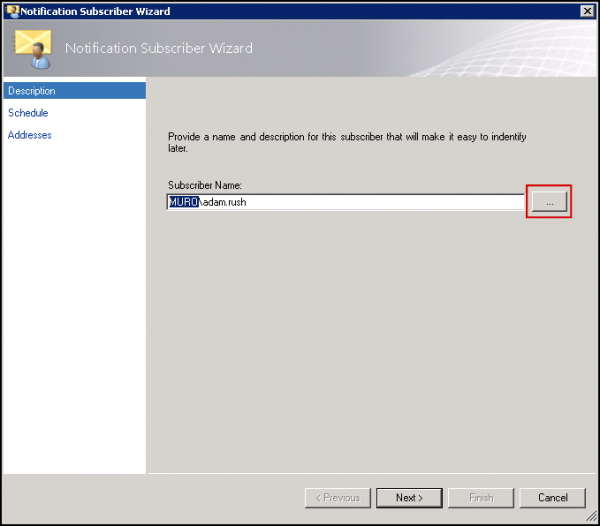 Notification Subscriber Wizard
Notification Subscriber Wizard
Description
Schedule
Addresses
Provide a name and description for this subscriber that will make it easy to indentify
later.
Subscriber Name:
MURO\adam.rush
...
< Previous
Next >
Finish
Cancel